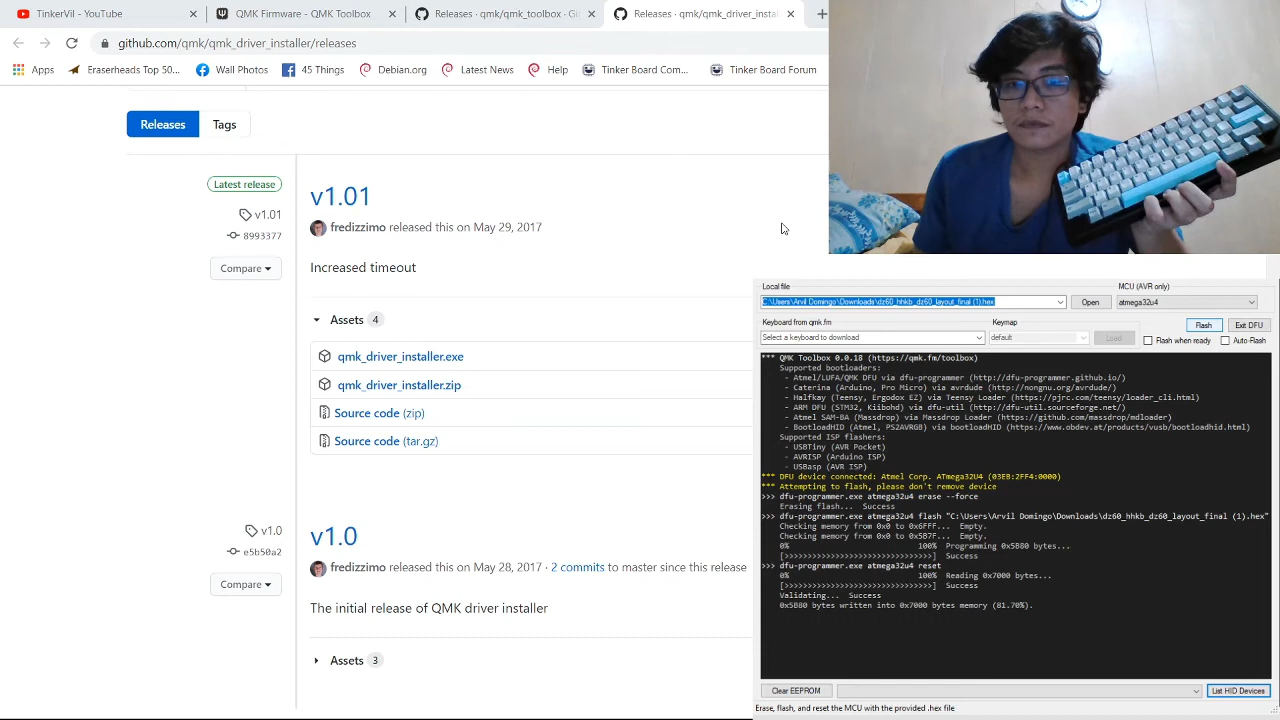 TinkerVil - YouTube
QMK Firmware - QMK Toolbox
Releases · qmk/qmk_toolbox · Git
Releases · qmk/qmk_driver_instal
github.com/qmk/qmk_driver_installer/releases
Apps
Eraserheads Top 50...
Wall Photos
45 Things
Debian.org
Latest News
Help
Tinker Board Com...
Tinker Board Forum
Releases
Tags
Latest release
v1.01
8993377
Compare
v1.01
fredizzimo released this on May 29, 2017
Increased timeout
Assets 4
qmk_driver_installer.exe
qmk_driver_installer.zip
Source code (zip)
Source code (tar.gz)
v1.0
e5b50a2
Compare
v1.0
2 commits to master since this release
The initial release of QMK driver installer
Assets 3
Local file
MCU (AVR only)
C:\Users\Arvil Domingo\Downloads\dz60_hhkb_dz60_layout_final (1).hex
Open
atmega32u4
Keyboard from qmk.fm
Keymap
Flash
Exit DFU
Select a keyboard to download
default
Load
Flash when ready
Auto-Flash
*** QMK Toolbox 0.0.18 (https://qmk.fm/toolbox)
Supported bootloaders:
- Atmel/LUFA/QMK DFU via dfu-programmer (http://dfu-programmer.github.io/)
- Caterina (Arduino, Pro Micro) via avrdude (http://nongnu.org/avrdude/)
- Halfkay (Teensy, Ergodox EZ) via Teensy Loader (https://pjrc.com/teensy/loader_cli.html)
- ARM DFU (STM32, Kiibohd) via dfu-util (http://dfu-util.sourceforge.net/)
- Atmel SAM-BA (Massdrop) via Massdrop Loader (https://github.com/massdrop/mdloader)
- BootloadHID (Atmel, PS2AVRGB) via bootloadHID (https://www.obdev.at/products/vusb/bootloadhid.html)
Supported ISP flashers:
- USBTiny (AVR Pocket)
- AVRISP (Arduino ISP)
- USBasp (AVR ISP)
*** DFU device connected: Atmel Corp. ATmega32U4 (03EB:2FF4:0000)
*** Attempting to flash, please don't remove device
>>> dfu-programmer.exe atmega32u4 erase --force
Erasing flash... Success
>>> dfu-programmer.exe atmega32u4 flash "C:\Users\Arvil Domingo\Downloads\dz60_hhkb_dz60_layout_final (1).hex"
Checking memory from 0x0 to 0x6FFF... Empty.
Checking memory from 0x0 to 0x5B7F... Empty.
0% 100% Programming 0x5B80 bytes...
[>>>>>>>>>>>>>>>>>>>>>>>>>>>>>>>>] Success
>>> dfu-programmer.exe atmega32u4 reset
0% 100% Reading 0x7000 bytes...
[>>>>>>>>>>>>>>>>>>>>>>>>>>>>>>>>] Success
Validating... Success
0x5B80 bytes written into 0x7000 bytes memory (81.70%).
Clear EEPROM
List HID Devices
Erase, flash, and reset the MCU with the provided .hex file